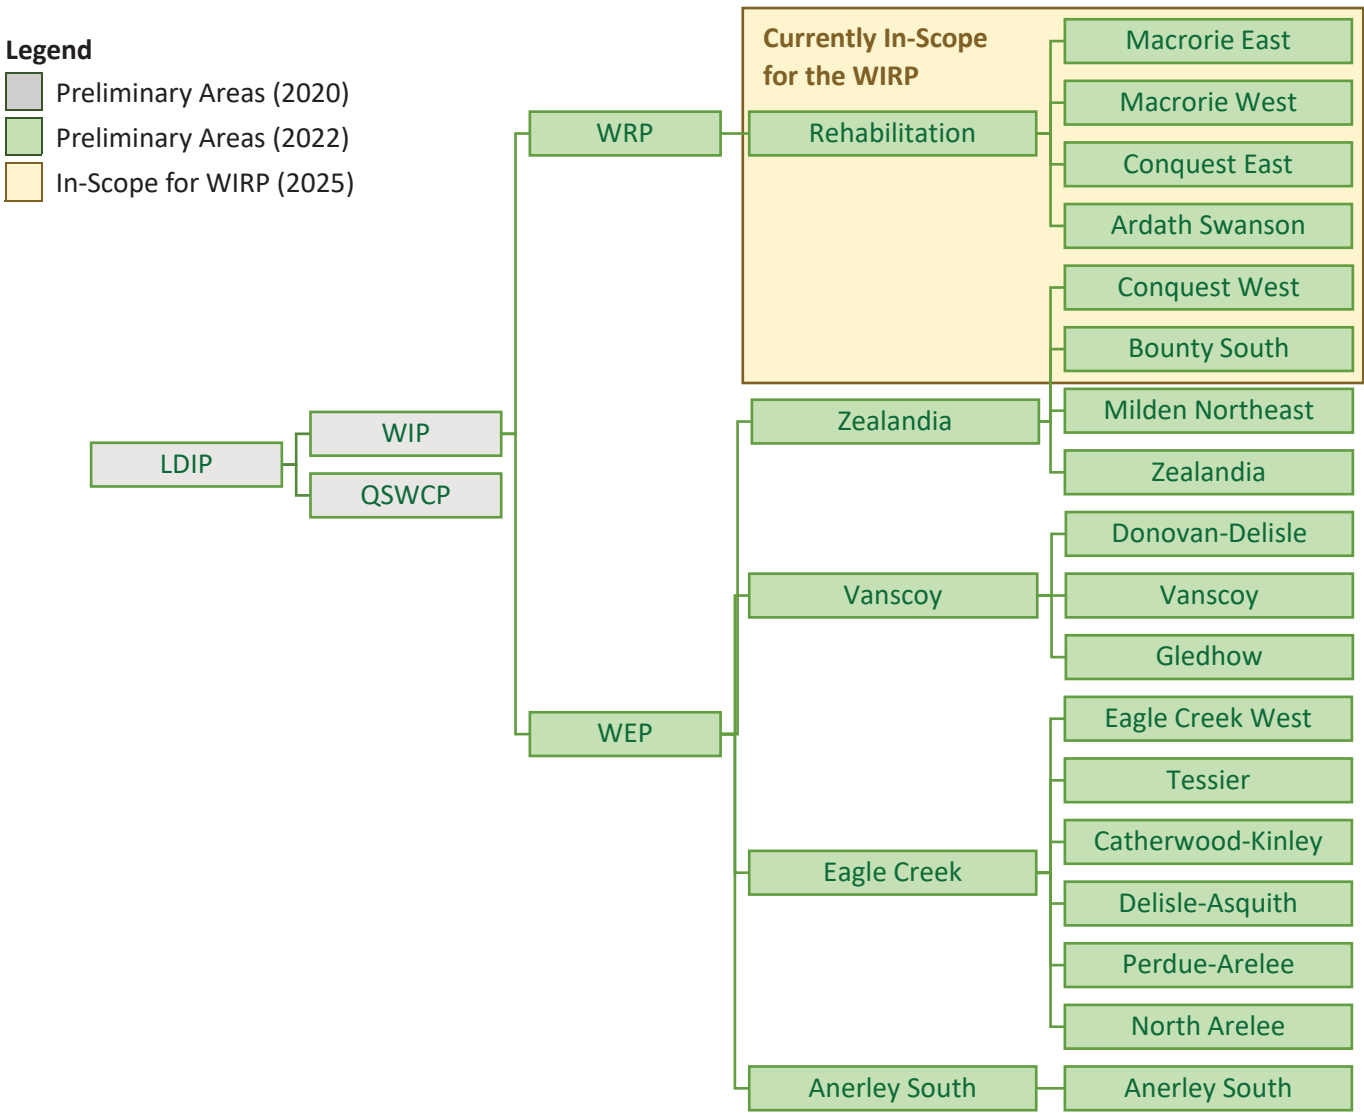 Legend
Preliminary Areas (2020)
Preliminary Areas (2022)
In-Scope for WIRP (2025)
Currently In-Scope
for the WIRP
LDIP
WIP
QSWCP
WRP
WEP
Rehabilitation
Zealandia
Vanscoy
Eagle Creek
Anerley South
Macrorie East
Macrorie West
Conquest East
Ardath Swanson
Conquest West
Bounty South
Milden Northeast
Zealandia
Donovan-Delisle
Vanscoy
Gledhow
Eagle Creek West
Tessier
Catherwood-Kinley
Delisle-Asquith
Perdue-Arelee
North Arelee
Anerley South